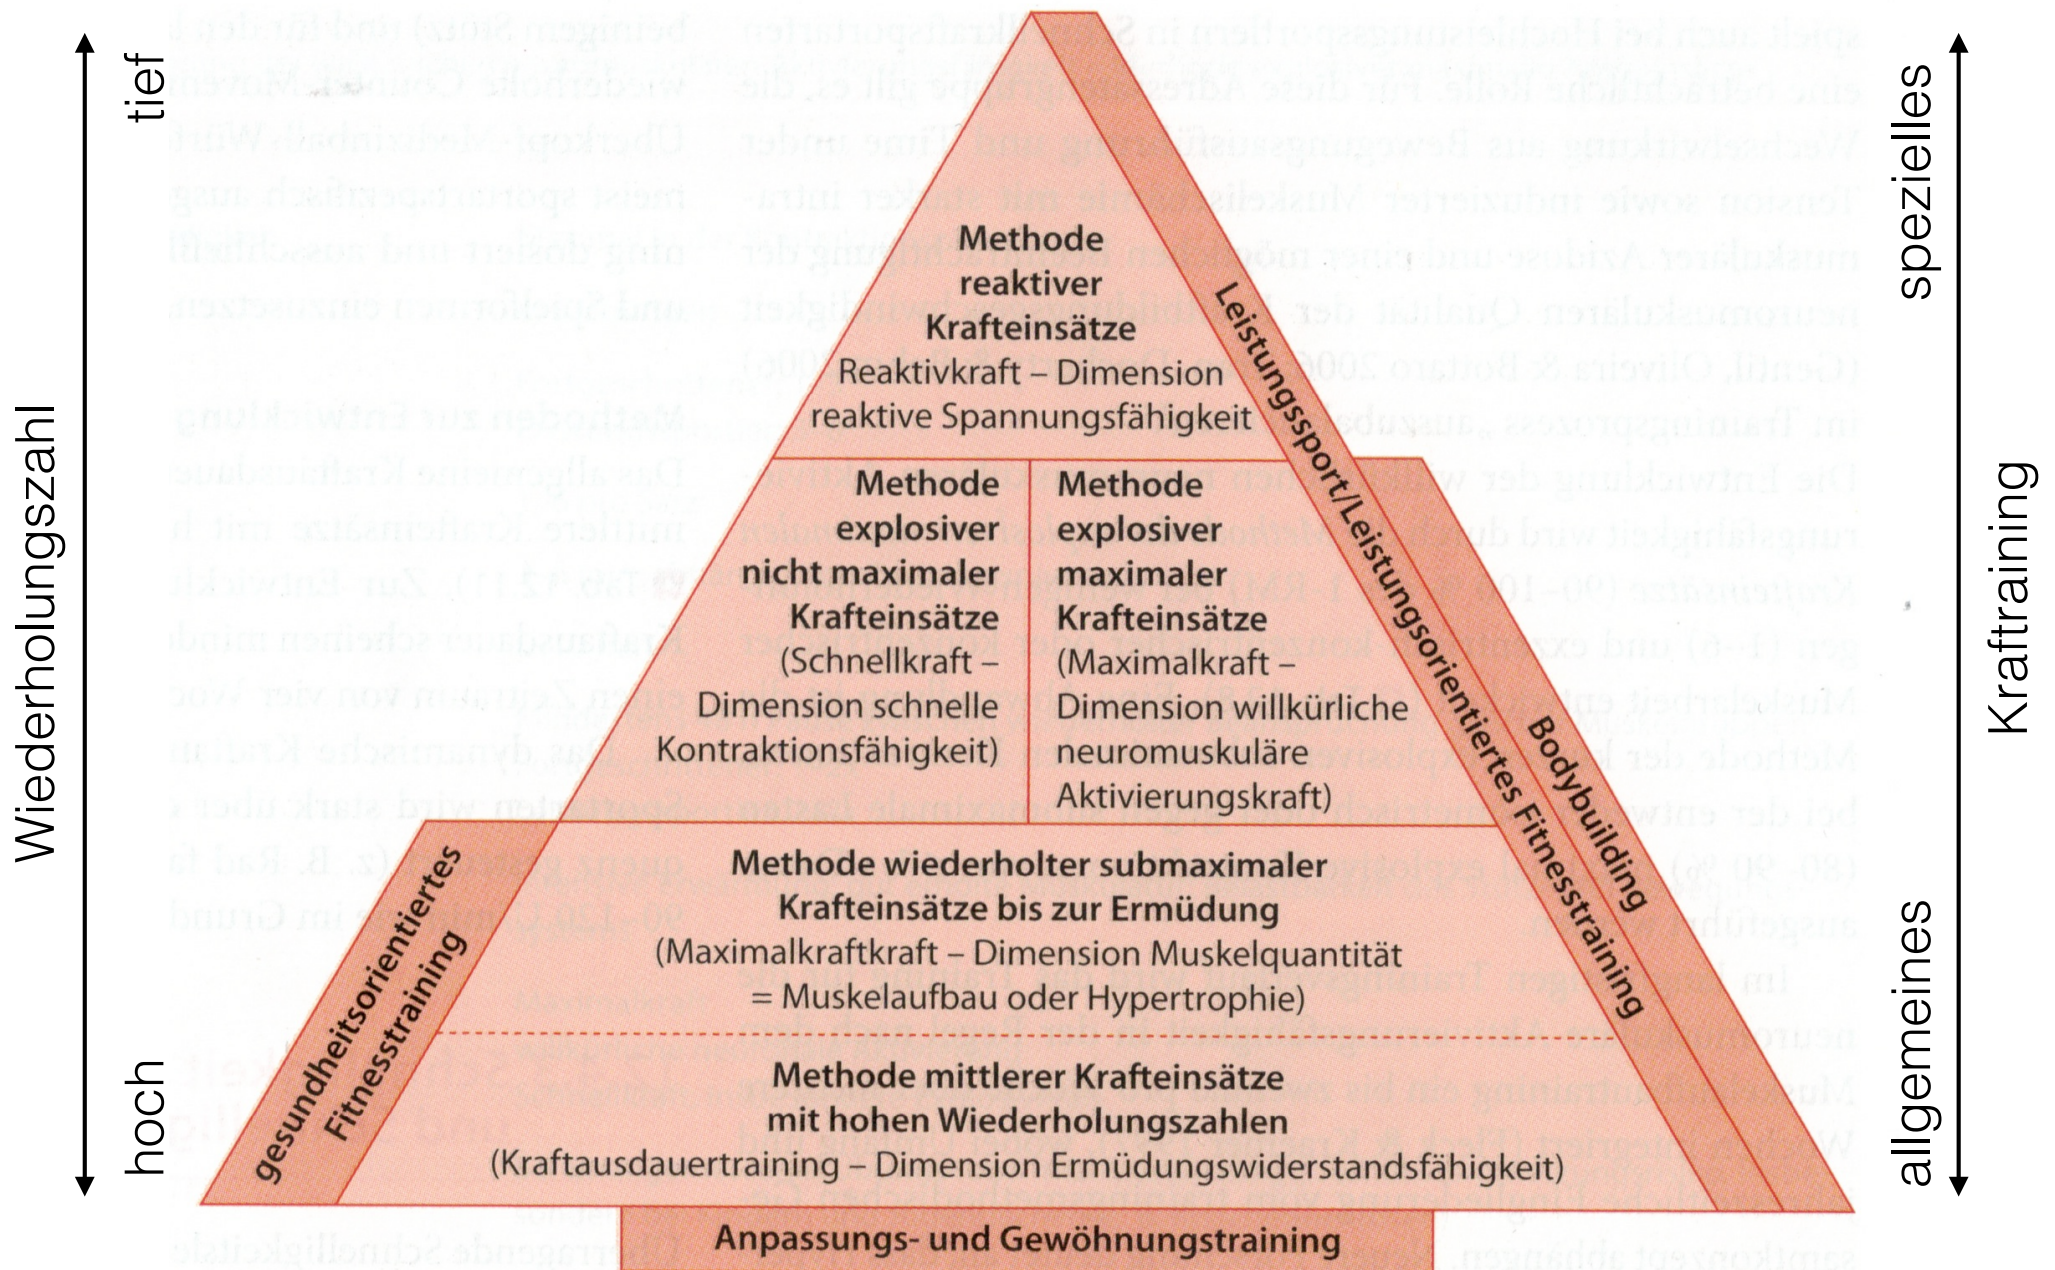 Wiederholungszahl
tief
hoch
Methode
reaktiver
Krafteinsätze
Reaktivkraft – Dimension
reaktive Spannungsfähigkeit
Methode
explosiver
nicht maximaler
Krafteinsätze
(Schnellkraft –
Dimension schnelle
Kontraktionsfähigkeit)
Methode
explosiver
maximaler
Krafteinsätze
(Maximalkraft –
Dimension willkürliche
neuromuskuläre
Aktivierungskraft)
Methode wiederholter submaximaler
Krafteinsätze bis zur Ermüdung
(Maximalkraftkraft – Dimension Muskelquantität
= Muskelaufbau oder Hypertrophie)
Methode mittlerer Krafteinsätze
mit hohen Wiederholungszahlen
(Kraftausdauertraining – Dimension Ermüdungswiderstandsfähigkeit)
Anpassungs- und Gewöhnungstraining
gesundheitsorientiertes
Fitnesstraining
Leistungssport/Leistungsorientiertes Fitnesstraining
Bodybuilding
spezielles
allgemeines
Krafttraining